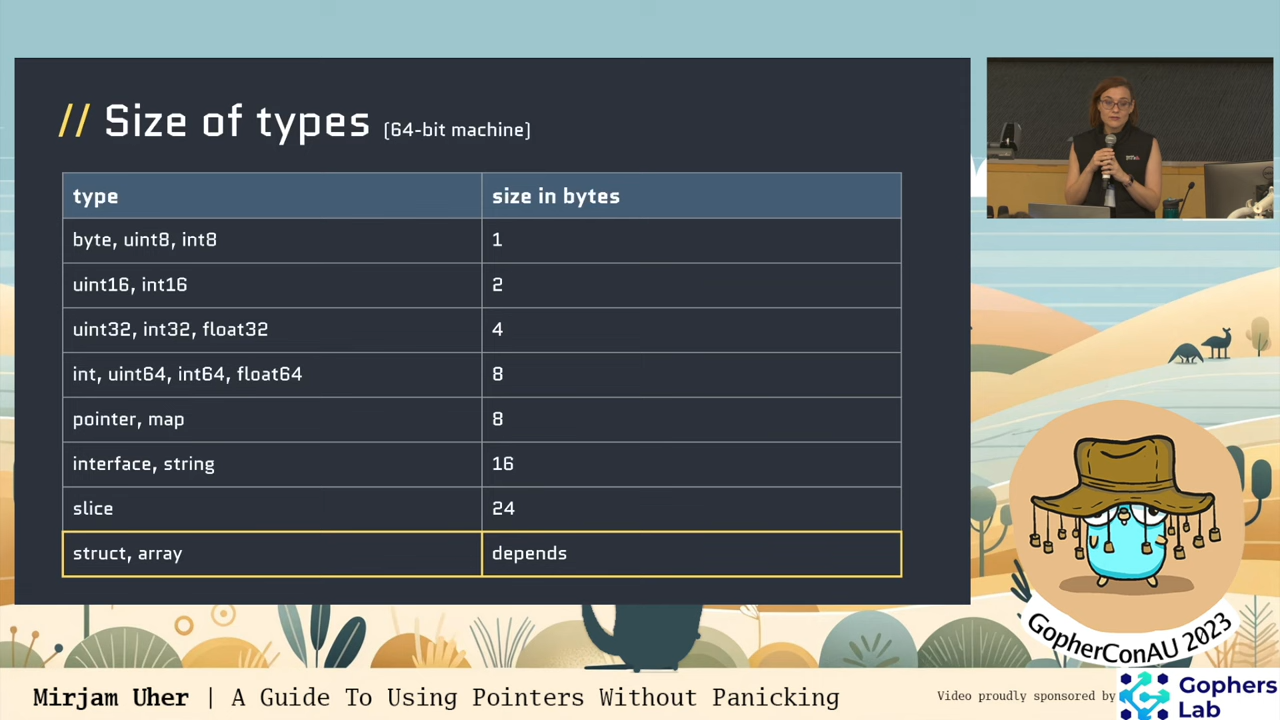 // Size of types (64-bit machine)
type size in bytes
byte, uint8, int8 1
uint16, int16 2
uint32, int32, float32 4
int, uint64, int64, float64 8
pointer, map 8
interface, string 16
slice 24
struct, array depends
GopherConAU 2023
Mirjam Uher | A Guide To Using Pointers Without Panicking
Video proudly sponsored by
Gophers
Lab